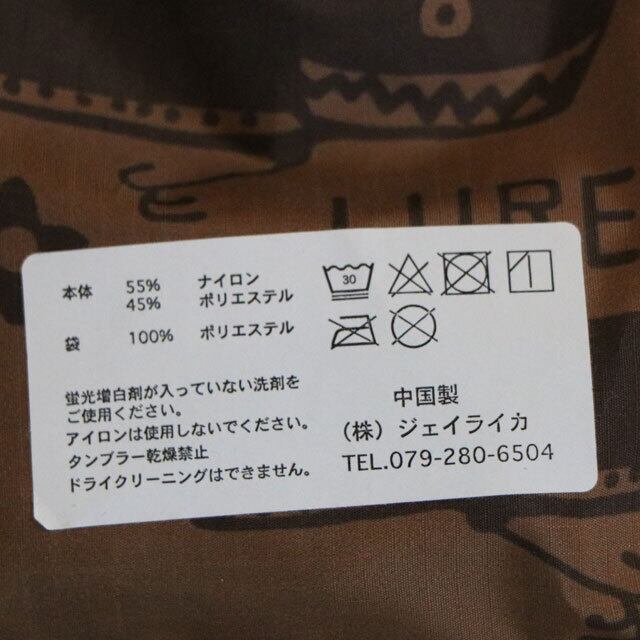 LURE
本体 55% ナイロン
45% ポリエステル
袋 100% ポリエステル
30
蛍光増白剤が入っていない洗剤を
ご使用ください。
アイロンは使用しないでください。
タンブラー乾燥禁止
ドライクリーニングはできません。
中国製
(株) ジェイライカ
TEL.079-280-6504